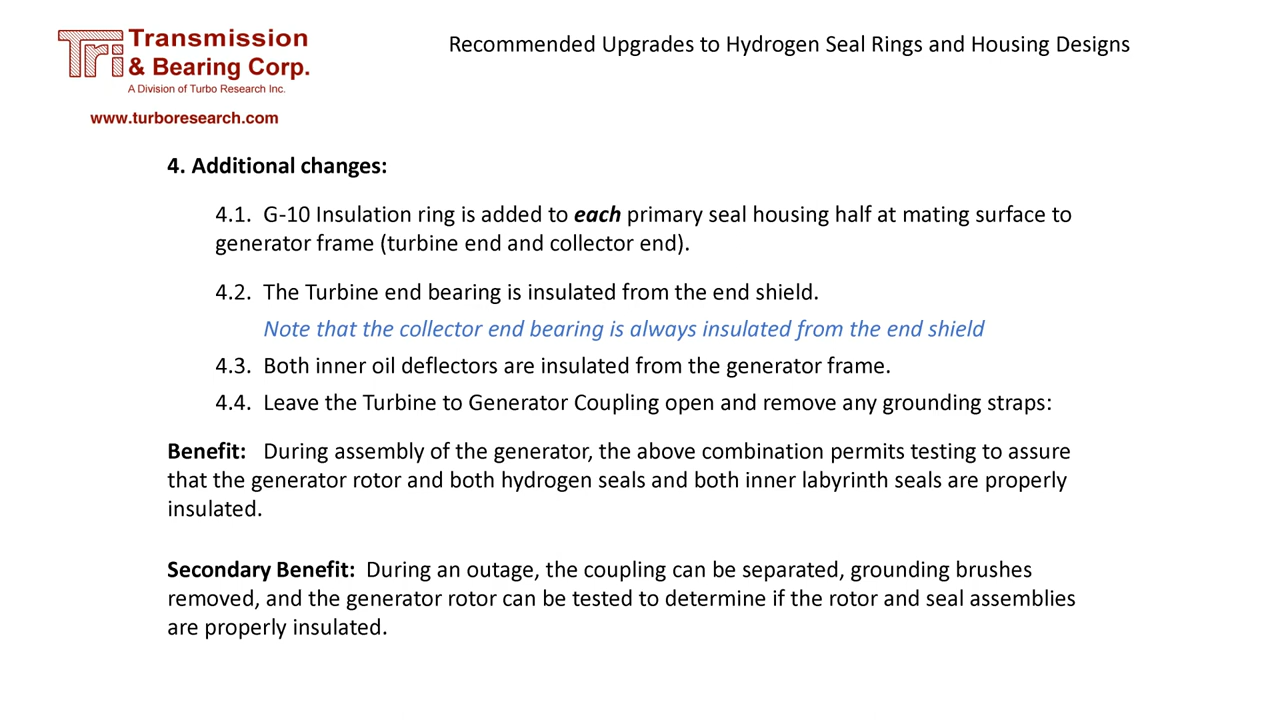 Tri Transmission
& Bearing Corp.
A Division of Turbo Research Inc.
www.turboresearch.com
Recommended Upgrades to Hydrogen Seal Rings and Housing Designs
4. Additional changes:
4.1. G-10 Insulation ring is added to each primary seal housing half at mating surface to
generator frame (turbine end and collector end).
4.2. The Turbine end bearing is insulated from the end shield.
Note that the collector end bearing is always insulated from the end shield
4.3. Both inner oil deflectors are insulated from the generator frame.
4.4. Leave the Turbine to Generator Coupling open and remove any grounding straps:
Benefit: During assembly of the generator, the above combination permits testing to assure
that the generator rotor and both hydrogen seals and both inner labyrinth seals are properly
insulated.
Secondary Benefit: During an outage, the coupling can be separated, grounding brushes
removed, and the generator rotor can be tested to determine if the rotor and seal assemblies
are properly insulated.